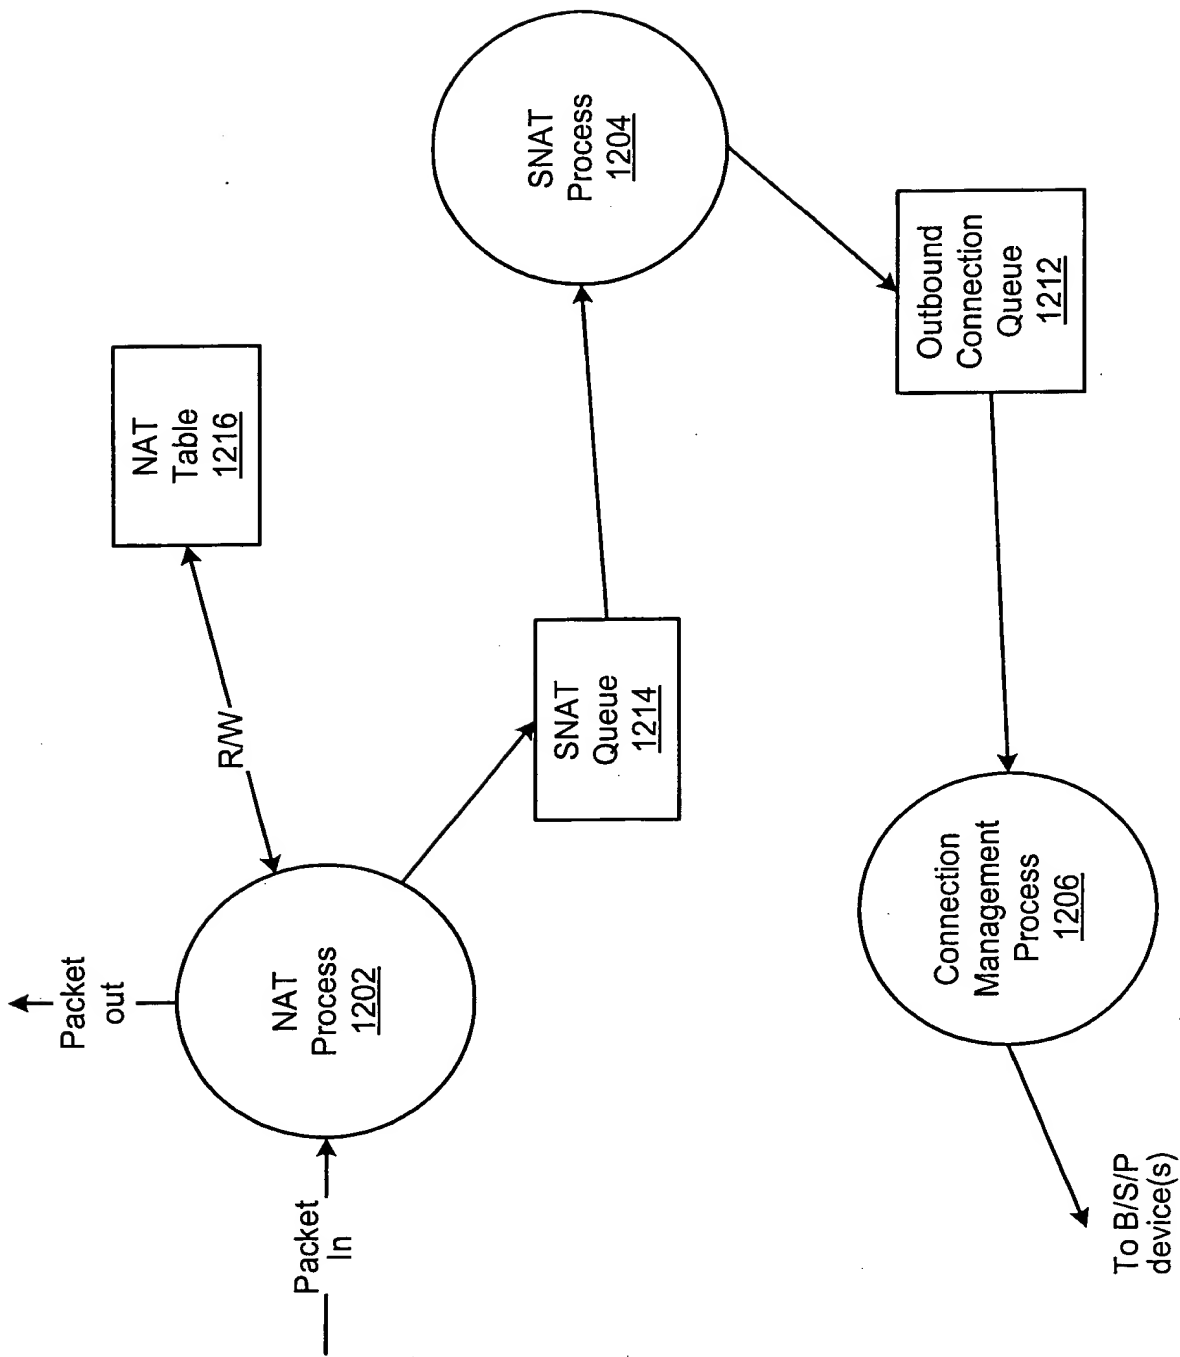 Packet
In
Packet
out
NAT
Process
1202
R/W
NAT
Table
1216
SNAT
Queue
1214
SNAT
Process
1204
Outbound
Connection
Queue
1212
Connection
Management
Process
1206
To B/S/P
device(s)